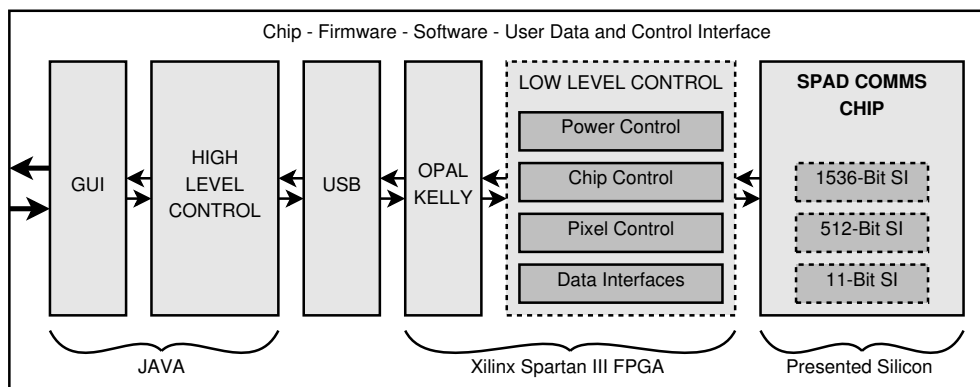 Chip - Firmware - Software - User Data and Control Interface
GUI
HIGH
LEVEL
CONTROL
USB
OPAL
KELLY
LOW LEVEL CONTROL
Power Control
Chip Control
Pixel Control
Data Interfaces
SPAD COMMS
CHIP
1536-Bit SI
512-Bit SI
11-Bit SI
JAVA
Xilinx Spartan III FPGA
Presented Silicon